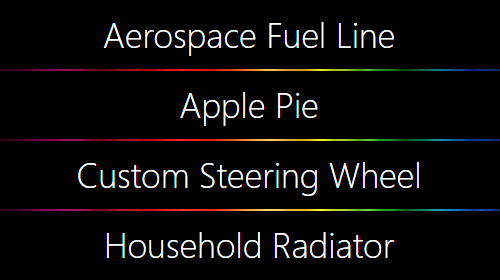 Aerospace Fuel Line
Apple Pie
Custom Steering Wheel
Household Radiator